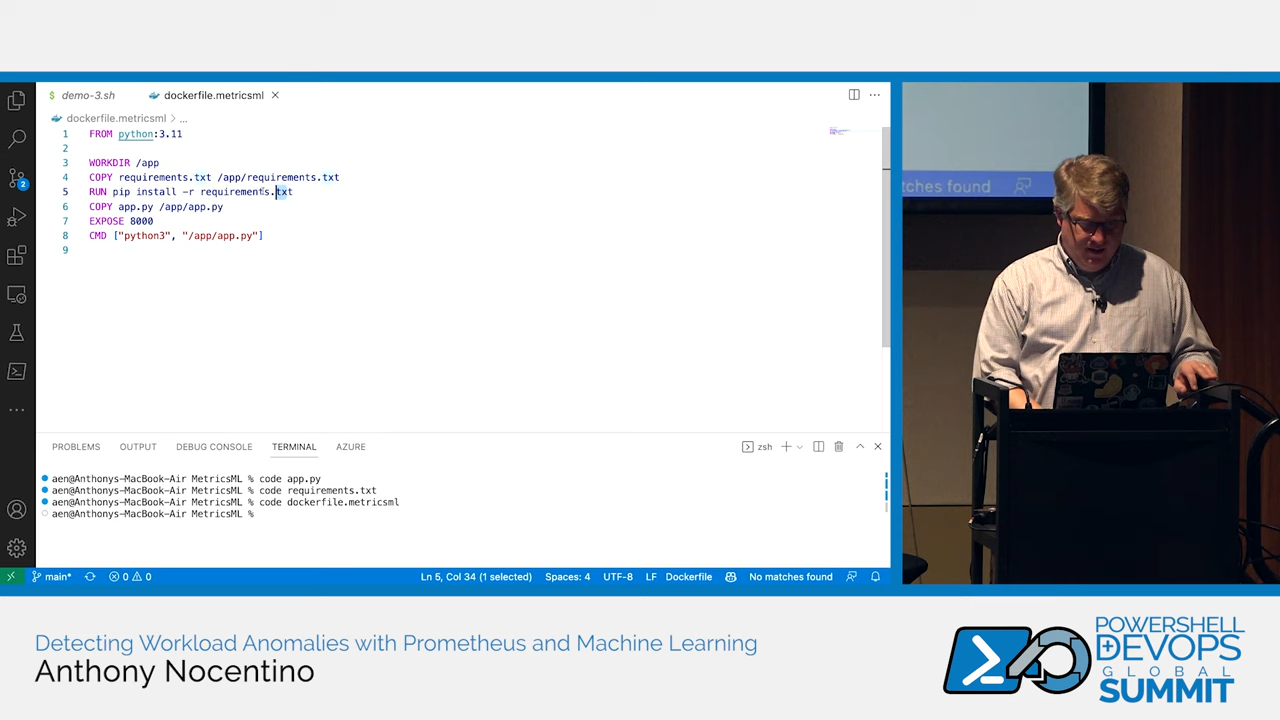 demo-3.sh
dockerfile.metricsml
dockerfile.metricsml > ...
1 FROM python:3.11
2
3 WORKDIR /app
4 COPY requirements.txt /app/requirements.txt
5 RUN pip install -r requirements.txt
6 COPY app.py /app/app.py
7 EXPOSE 8000
8 CMD ["python3", "/app/app.py"]
9
2
PROBLEMS OUTPUT DEBUG CONSOLE TERMINAL AZURE
zsh
aen@Anthonys-MacBook-Air MetricsML % code app.py
aen@Anthonys-MacBook-Air MetricsML % code requirements.txt
aen@Anthonys-MacBook-Air MetricsML % code dockerfile.metricsml
aen@Anthonys-MacBook-Air MetricsML %
main* 0 0 Ln 5, Col 34 (1 selected) Spaces: 4 UTF-8 LF Dockerfile No matches found
tches found
Detecting Workload Anomalies with Prometheus and Machine Learning
Anthony Nocentino
POWERSHELL
DEVOPS
GLOBAL
SUMMIT